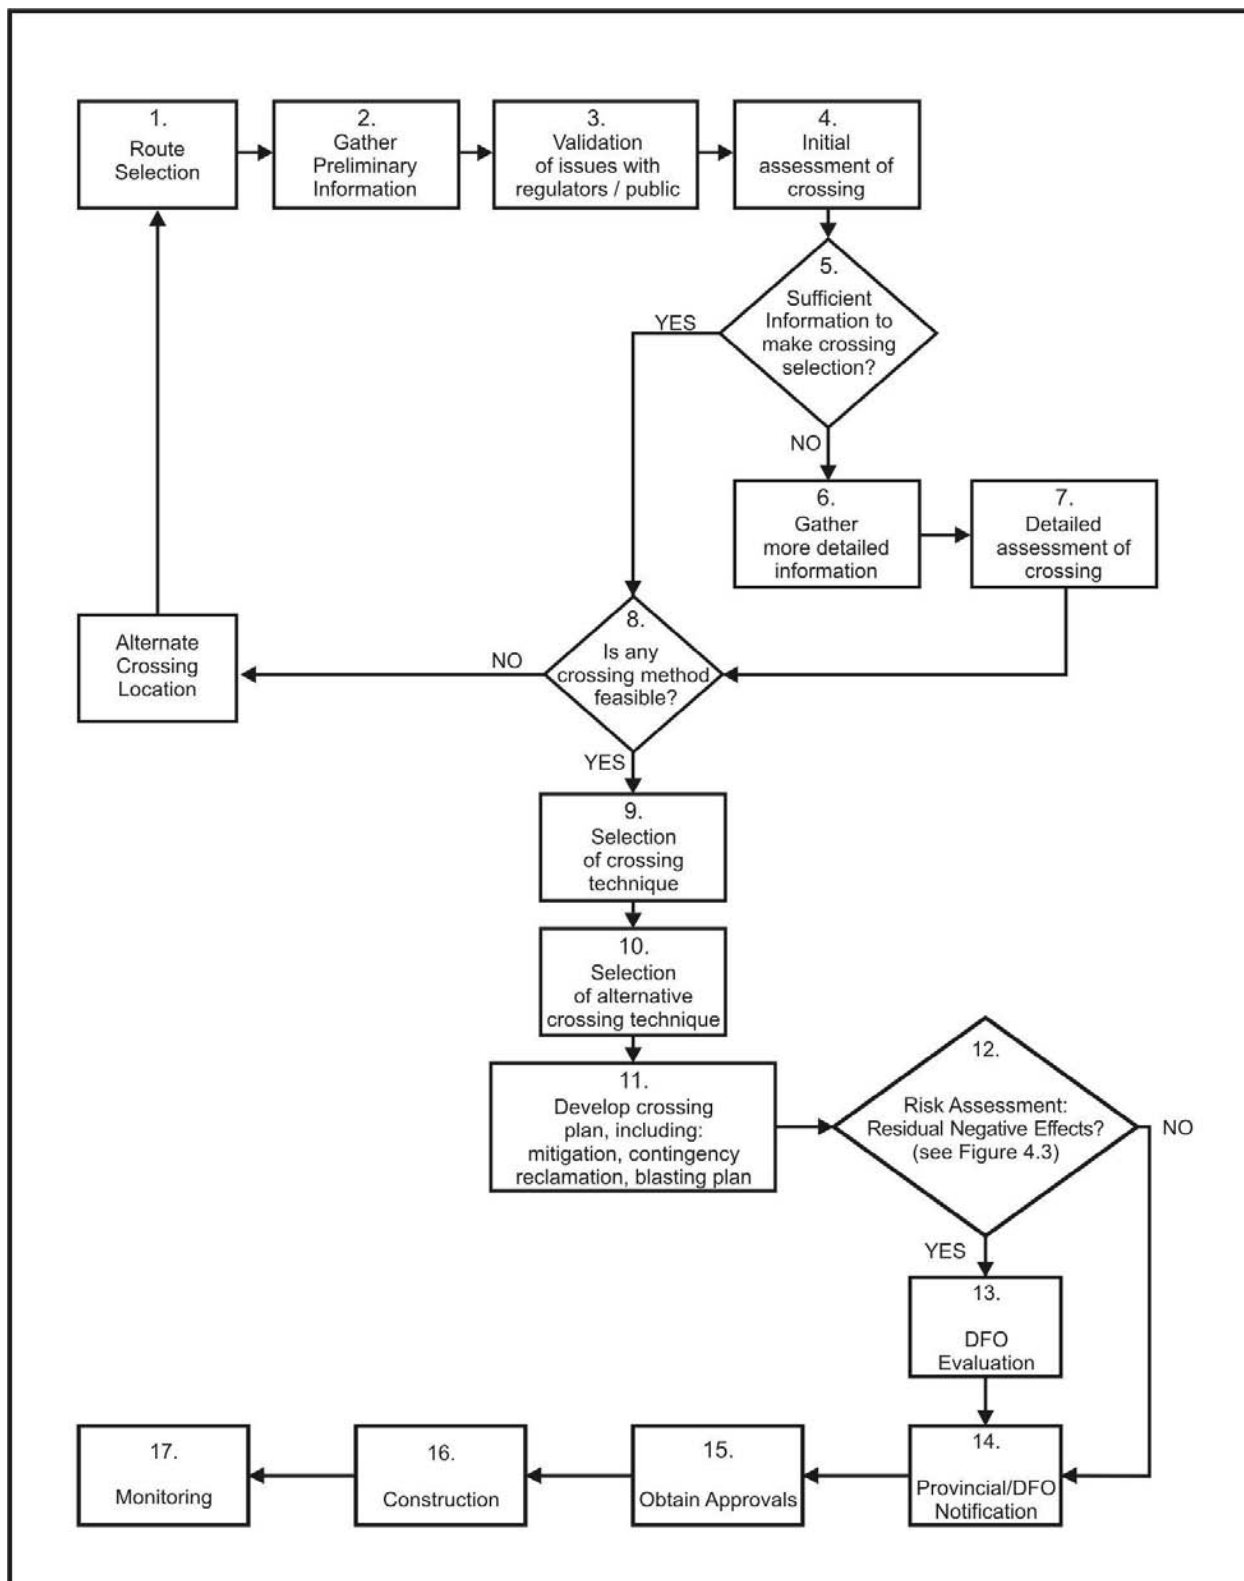 1.
Route
Selection
2.
Gather
Preliminary
Information
3.
Validation
of issues with
regulators / public
4.
Initial
assessment of
crossing
5.
Sufficient
Information to
make crossing
selection?
YES
NO
6.
Gather
more detailed
information
7.
Detailed
assessment of
crossing
8.
Is any
crossing method
feasible?
NO
Alternate
Crossing
Location
YES
9.
Selection
of crossing
technique
10.
Selection
of alternative
crossing technique
11.
Develop crossing
plan, including:
mitigation, contingency
reclamation, blasting plan
12.
Risk Assessment:
Residual Negative Effects?
(see Figure 4.3)
NO
YES
13.
DFO
Evaluation
14.
Provincial/DFO
Notification
15.
Obtain Approvals
16.
Construction
17.
Monitoring